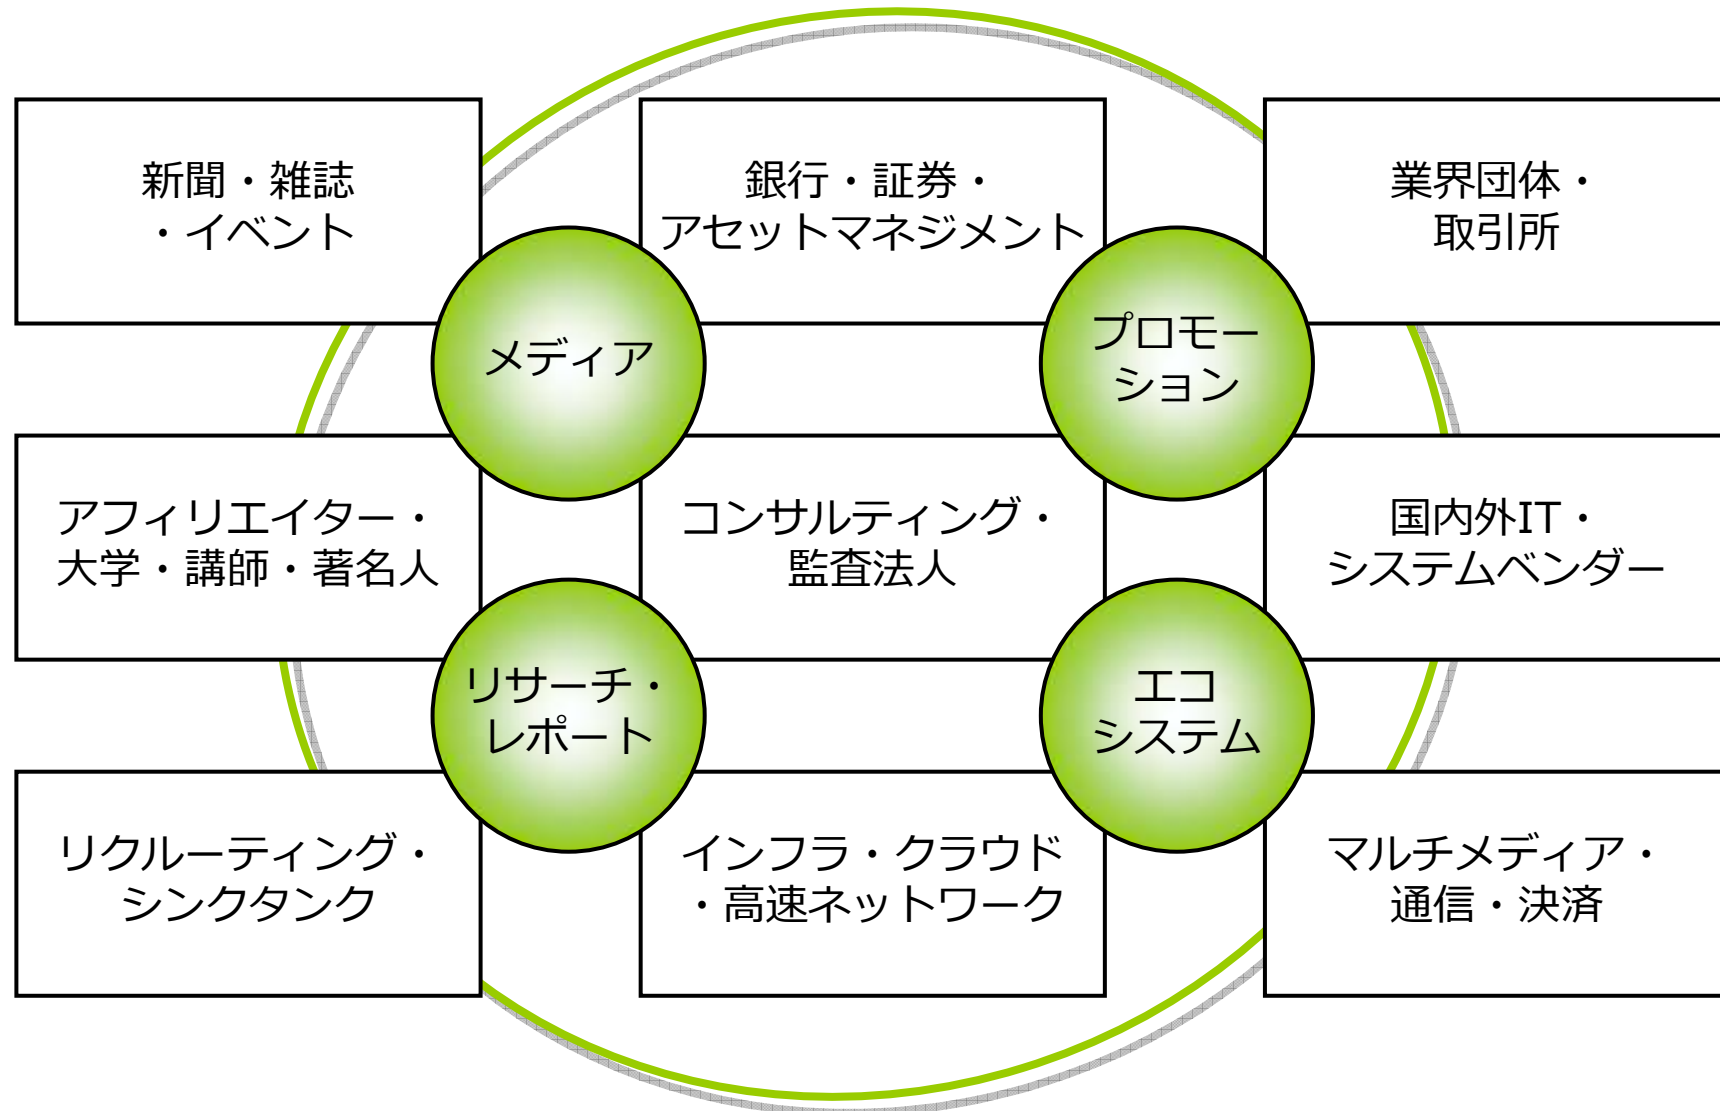 新聞・雑誌
・イベント
銀行・証券・
アセットマネジメント
業界団体・
取引所
メディア
プロモー
ション
アフィリエイター・
大学・講師・著名人
コンサルティング・
監査法人
国内外IT・
システムベンダー
リサーチ・
レポート
エコ
システム
リクルーティング・
シンクタンク
インフラ・クラウド
・高速ネットワーク
マルチメディア・
通信・決済